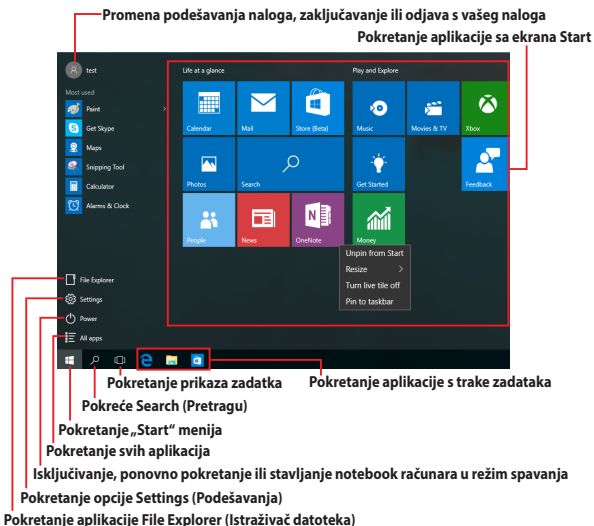 Promena podešavanja naloga, zaključavanje ili odjava s vašeg naloga
Pokretanje aplikacije sa ekrana Start
test
Life at a glance
Play and Explore
Most used
Paint
Get Skype
Maps
Snipping Tool
Calculator
Alarms & Clock
Calendar
Mail
Store (Beta)
Music
Movies & TV
Xbox
Photos
Search
Get Started
Feedback
People
News
OneNote
Money
Unpin from Start
Resize
Turn live tile off
Pin to taskbar
File Explorer
Settings
Power
All apps
Pokretanje prikaza zadatka
Pokretanje aplikacije s trake zadataka
Pokreće Search (Pretragu)
Pokretanje „Start“ menija
Pokretanje svih aplikacija
Isključivanje, ponovno pokretanje ili stavljanje notebook računara u režim spavanja
Pokretanje opcije Settings (Podešavanja)
Pokretanje aplikacije File Explorer (Istraživač datoteka)